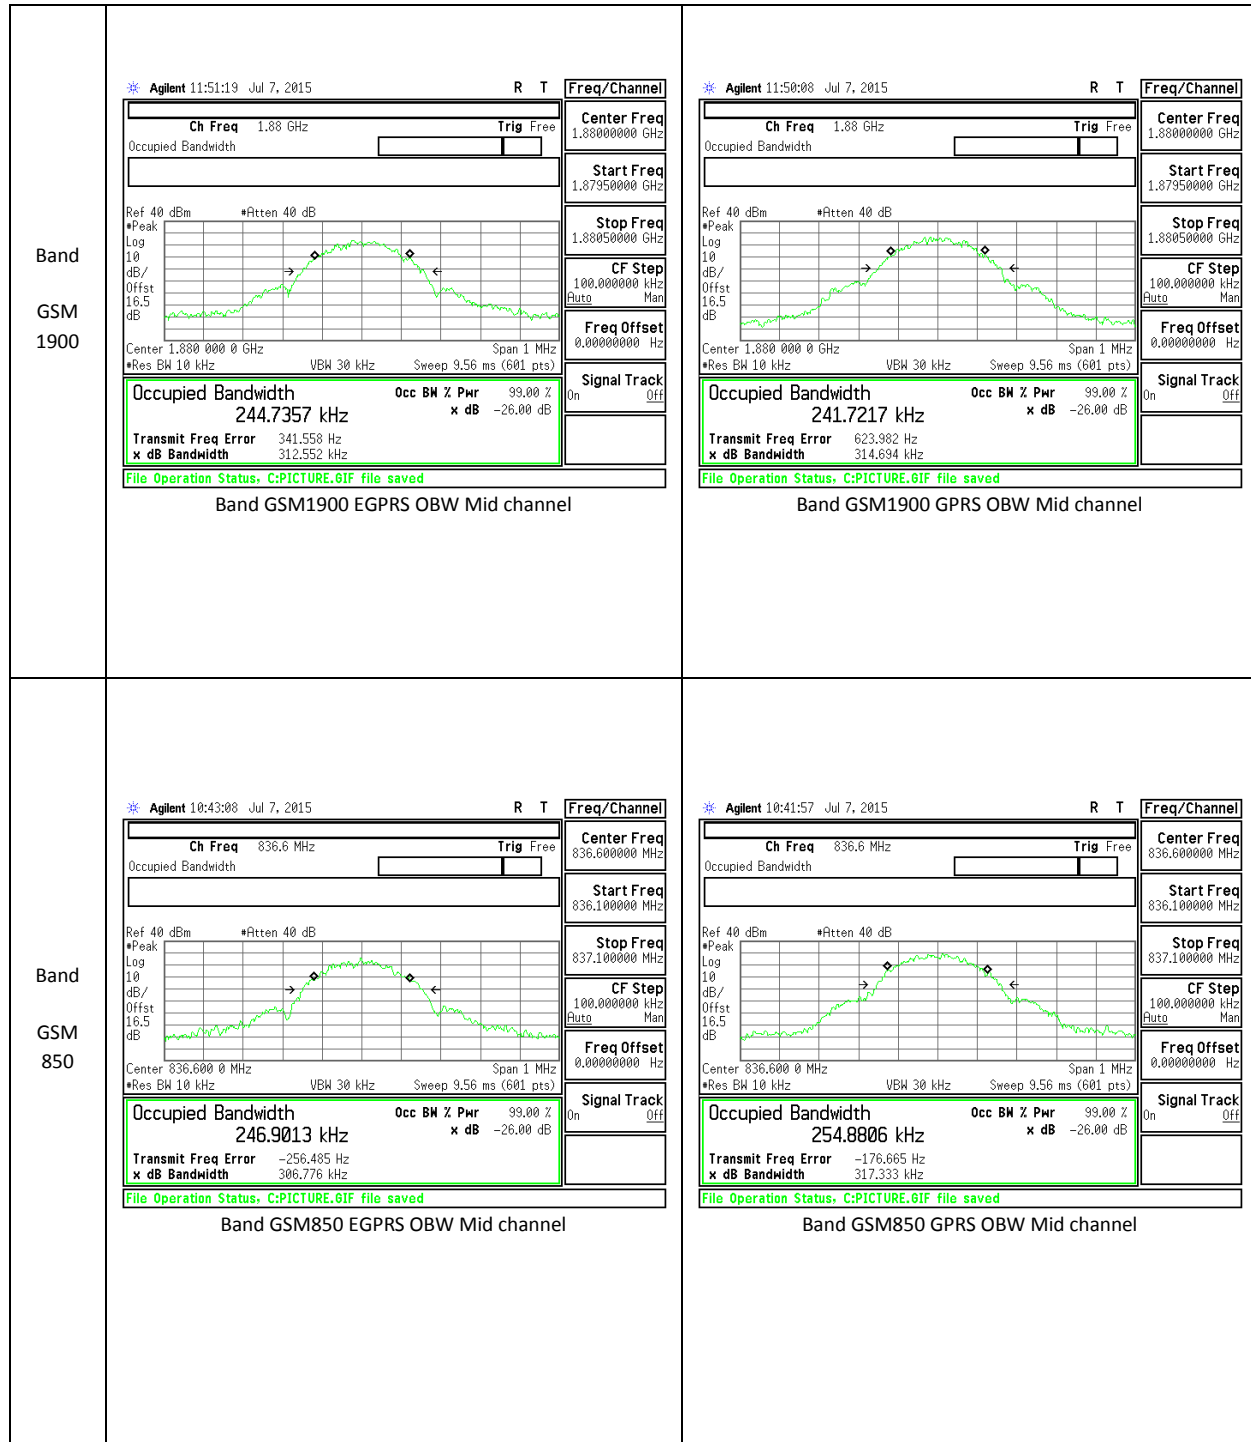 Band
GSM
1900
Agilent 11:51:19 Jul 7, 2015 R T
Freq/Channel
Ch Freq 1.88 GHz Trig Free
Occupied Bandwidth
Center Freq
1.88000000 GHz
Start Freq
1.87950000 GHz
Stop Freq
1.88050000 GHz
CF Step
100.000000 kHz
Auto Man
Freq Offset
0.00000000 Hz
Signal Track
On Off
Ref 40 dBm #Atten 40 dB
#Peak
Log
10
dB/
Offst
16.5
dB
Center 1.880 000 0 GHz Span 1 MHz
#Res BW 10 kHz VBW 30 kHz Sweep 9.56 ms (601 pts)
Occupied Bandwidth Occ BW % Pwr 99.00 %
244.7357 kHz x dB -26.00 dB
Transmit Freq Error 341.558 Hz
x dB Bandwidth 312.552 kHz
File Operation Status, C:PICTURE.GIF file saved
Band GSM1900 EGPRS OBW Mid channel
Agilent 11:50:08 Jul 7, 2015 R T
Freq/Channel
Ch Freq 1.88 GHz Trig Free
Occupied Bandwidth
Center Freq
1.88000000 GHz
Start Freq
1.87950000 GHz
Stop Freq
1.88050000 GHz
CF Step
100.000000 kHz
Auto Man
Freq Offset
0.00000000 Hz
Signal Track
On Off
Ref 40 dBm #Atten 40 dB
#Peak
Log
10
dB/
Offst
16.5
dB
Center 1.880 000 0 GHz Span 1 MHz
#Res BW 10 kHz VBW 30 kHz Sweep 9.56 ms (601 pts)
Occupied Bandwidth Occ BW % Pwr 99.00 %
241.7217 kHz x dB -26.00 dB
Transmit Freq Error 623.982 Hz
x dB Bandwidth 314.694 kHz
File Operation Status, C:PICTURE.GIF file saved
Band GSM1900 GPRS OBW Mid channel
Band
GSM
850
Agilent 10:43:08 Jul 7, 2015 R T
Freq/Channel
Ch Freq 836.6 MHz Trig Free
Occupied Bandwidth
Center Freq
836.600000 MHz
Start Freq
836.100000 MHz
Stop Freq
837.100000 MHz
CF Step
100.000000 kHz
Auto Man
Freq Offset
0.00000000 Hz
Signal Track
On Off
Ref 40 dBm #Atten 40 dB
#Peak
Log
10
dB/
Offst
16.5
dB
Center 836.600 0 MHz Span 1 MHz
#Res BW 10 kHz VBW 30 kHz Sweep 9.56 ms (601 pts)
Occupied Bandwidth Occ BW % Pwr 99.00 %
246.9013 kHz x dB -26.00 dB
Transmit Freq Error -256.485 Hz
x dB Bandwidth 306.776 kHz
File Operation Status, C:PICTURE.GIF file saved
Band GSM850 EGPRS OBW Mid channel
Agilent 10:41:57 Jul 7, 2015 R T
Freq/Channel
Ch Freq 836.6 MHz Trig Free
Occupied Bandwidth
Center Freq
836.600000 MHz
Start Freq
836.100000 MHz
Stop Freq
837.100000 MHz
CF Step
100.000000 kHz
Auto Man
Freq Offset
0.00000000 Hz
Signal Track
On Off
Ref 40 dBm #Atten 40 dB
#Peak
Log
10
dB/
Offst
16.5
dB
Center 836.600 0 MHz Span 1 MHz
#Res BW 10 kHz VBW 30 kHz Sweep 9.56 ms (601 pts)
Occupied Bandwidth Occ BW % Pwr 99.00 %
254.8806 kHz x dB -26.00 dB
Transmit Freq Error -176.665 Hz
x dB Bandwidth 317.333 kHz
File Operation Status, C:PICTURE.GIF file saved
Band GSM850 GPRS OBW Mid channel